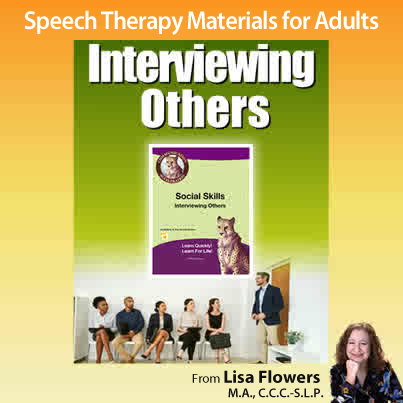 Speech Therapy Materials for Adults
Interviewing
Others
Social Skills
Interviewing Others
Learn Quickly!
Learn For Life!
From Lisa Flowers
M.A., C.C.C.-S.L.P.